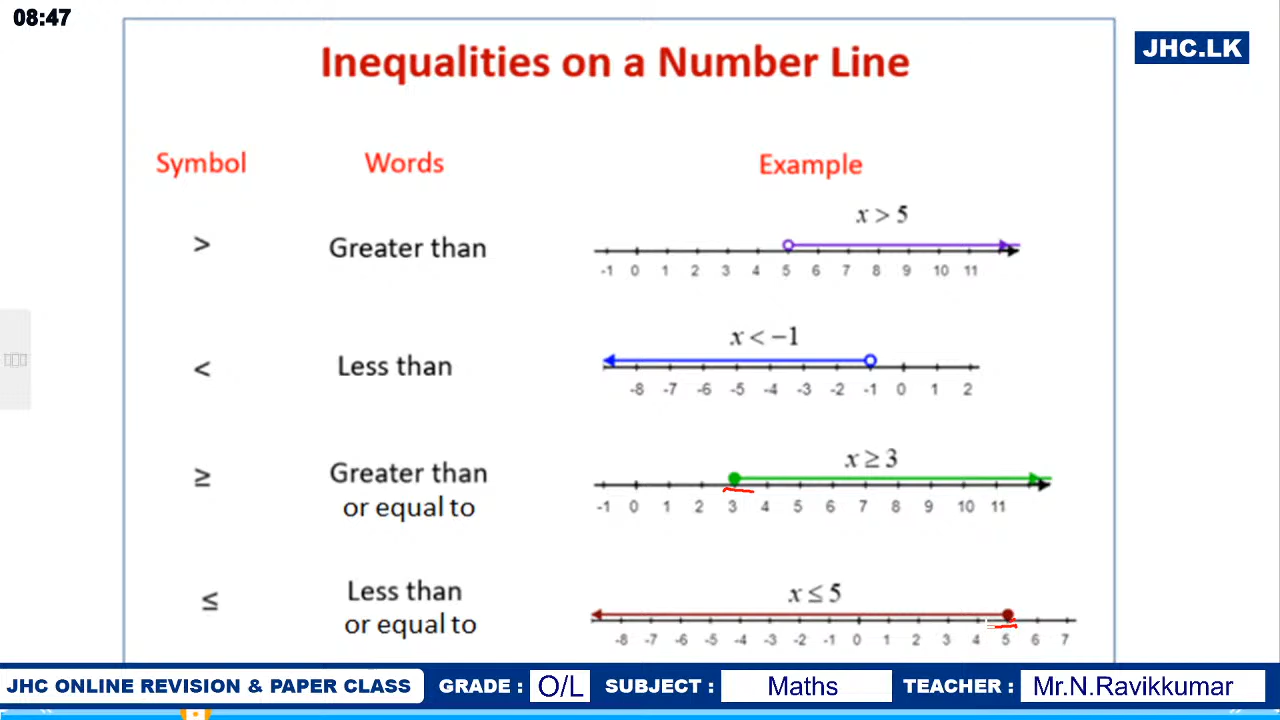 08:47
JHC.LK
Inequalities on a Number Line
Symbol Words Example
x > 5
> Greater than
-1 0 1 2 3 4 5 6 7 8 9 10 11
x < −1
< Less than
-8 -7 -6 -5 -4 -3 -2 -1 0 1 2
x ≥ 3
≥ Greater than
or equal to
-1 0 1 2 3 4 5 6 7 8 9 10 11
x ≤ 5
≤ Less than
or equal to
-8 -7 -6 -5 -4 -3 -2 -1 0 1 2 3 4 5 6 7
JHC ONLINE REVISION & PAPER CLASS GRADE : O/L SUBJECT : Maths TEACHER : Mr.N.Ravikkumar